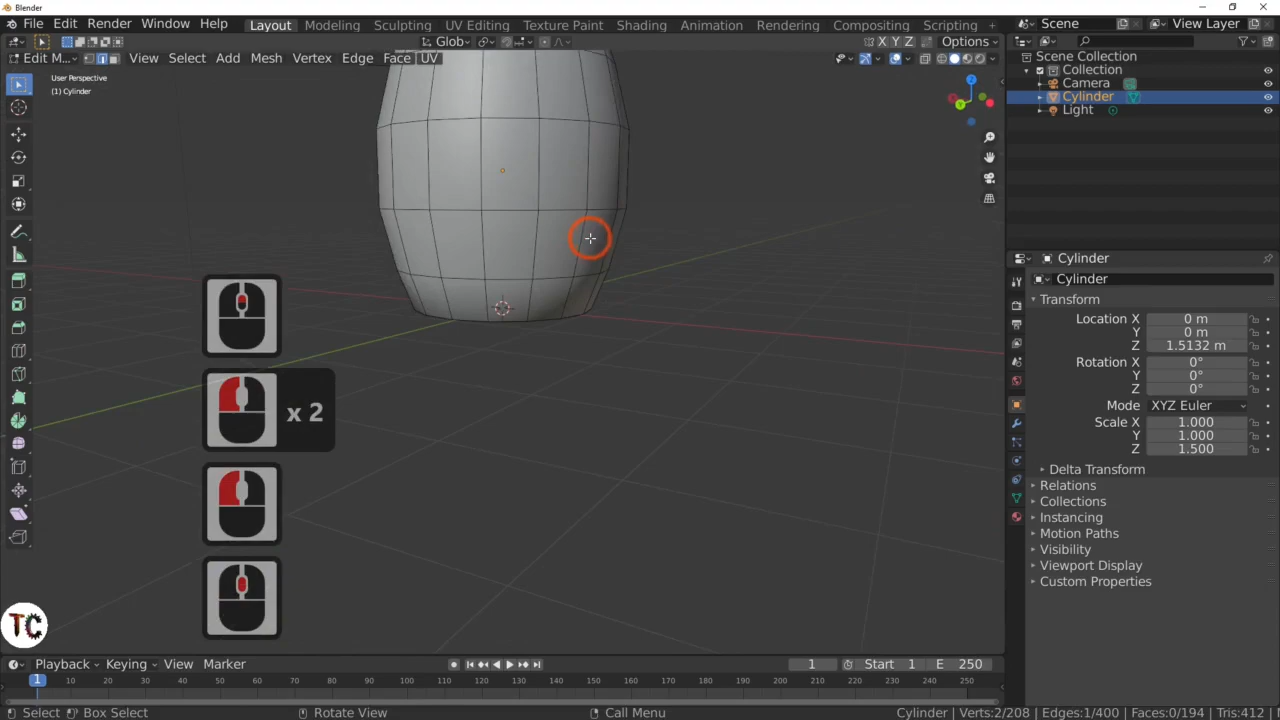 Blender
File Edit Render Window Help Layout Modeling Sculpting UV Editing Texture Paint Shading Animation Rendering Compositing Scripting + Scene View Layer
Glob X Y Z Options
Edit M... View Select Add Mesh Vertex Edge Face UV
User Perspective
(1) Cylinder
Scene Collection
Collection
Camera
Cylinder
Light
Z
Y
Cylinder
Cylinder
Transform
Location X 0 m
Y 0 m
Z 1.5132 m
Rotation X 0°
Y 0°
Z 0°
Mode XYZ Euler
Scale X 1.000
Y 1.000
Z 1.500
Delta Transform
Relations
Collections
Instancing
Motion Paths
Visibility
Viewport Display
Custom Properties
x 2
TC
Playback Keying View Marker 1 Start 1 E 250
1 10 20 30 40 50 60 70 80 90 100 110 120 130 140 150 160 170 180 190 200 210 220 230 240 250
Select Box Select Rotate View Call Menu Cylinder | Verts:2/208 | Edges:1/400 | Faces:0/194 | Tris:412